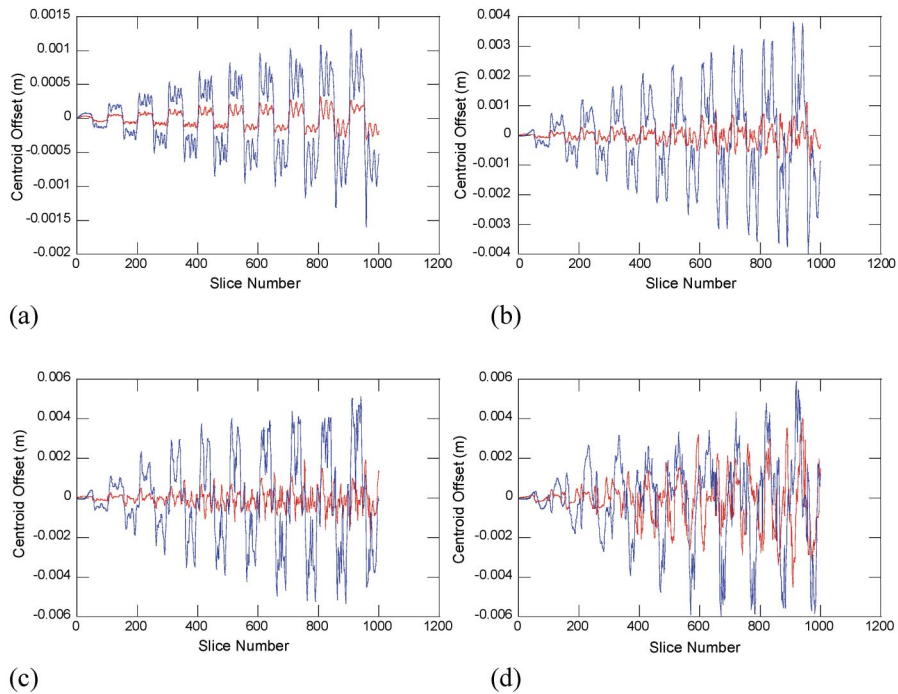 0.0015
0.001
0.0005
0
-0.0005
-0.001
-0.0015
-0.002
Centroid Offset (m)
0 200 400 600 800 1000 1200
Slice Number
(a)
0.004
0.003
0.002
0.001
0
-0.001
-0.002
-0.003
-0.004
Centroid Offset (m)
0 200 400 600 800 1000 1200
Slice Number
(b)
0.006
0.004
0.002
0
-0.002
-0.004
-0.006
Centroid Offset (m)
0 200 400 600 800 1000 1200
Slice Number
(c)
0.006
0.004
0.002
0
-0.002
0.004
0.006
Centroid Offset (m)
0 200 400 600 800 1000 1200
Slice Number
(d)